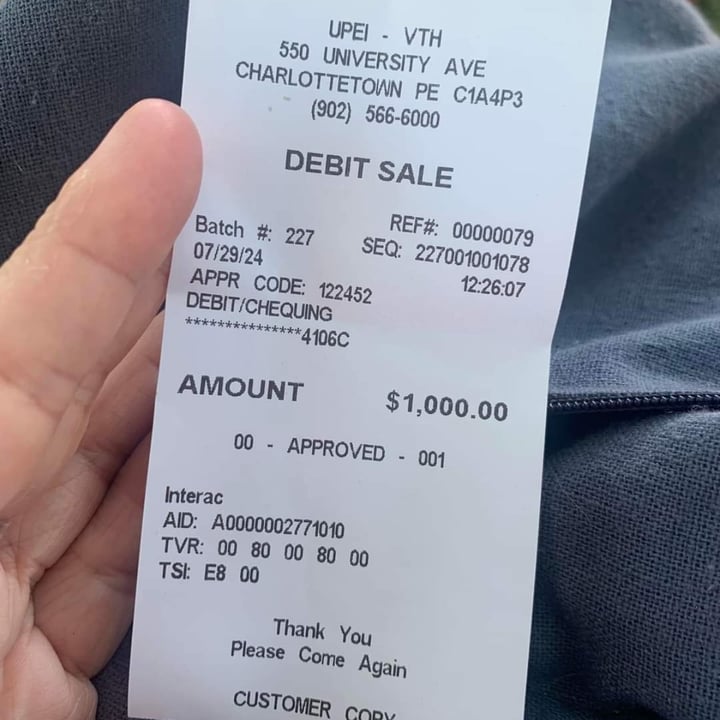 UPEI - VTH
550 UNIVERSITY AVE
CHARLOTTETOWN PE C1A4P3
(902) 566-6000
DEBIT SALE
Batch #: 227 REF#: 00000079
07/29/24 SEQ: 227001001078
APPR CODE: 122452 12:26:07
DEBIT/CHEQUING
***************4106C
AMOUNT $1,000.00
00 - APPROVED - 001
Interac
AID: A0000002771010
TVR: 00 80 00 80 00
TSI: E8 00
Thank You
Please Come Again
CUSTOMER COPY